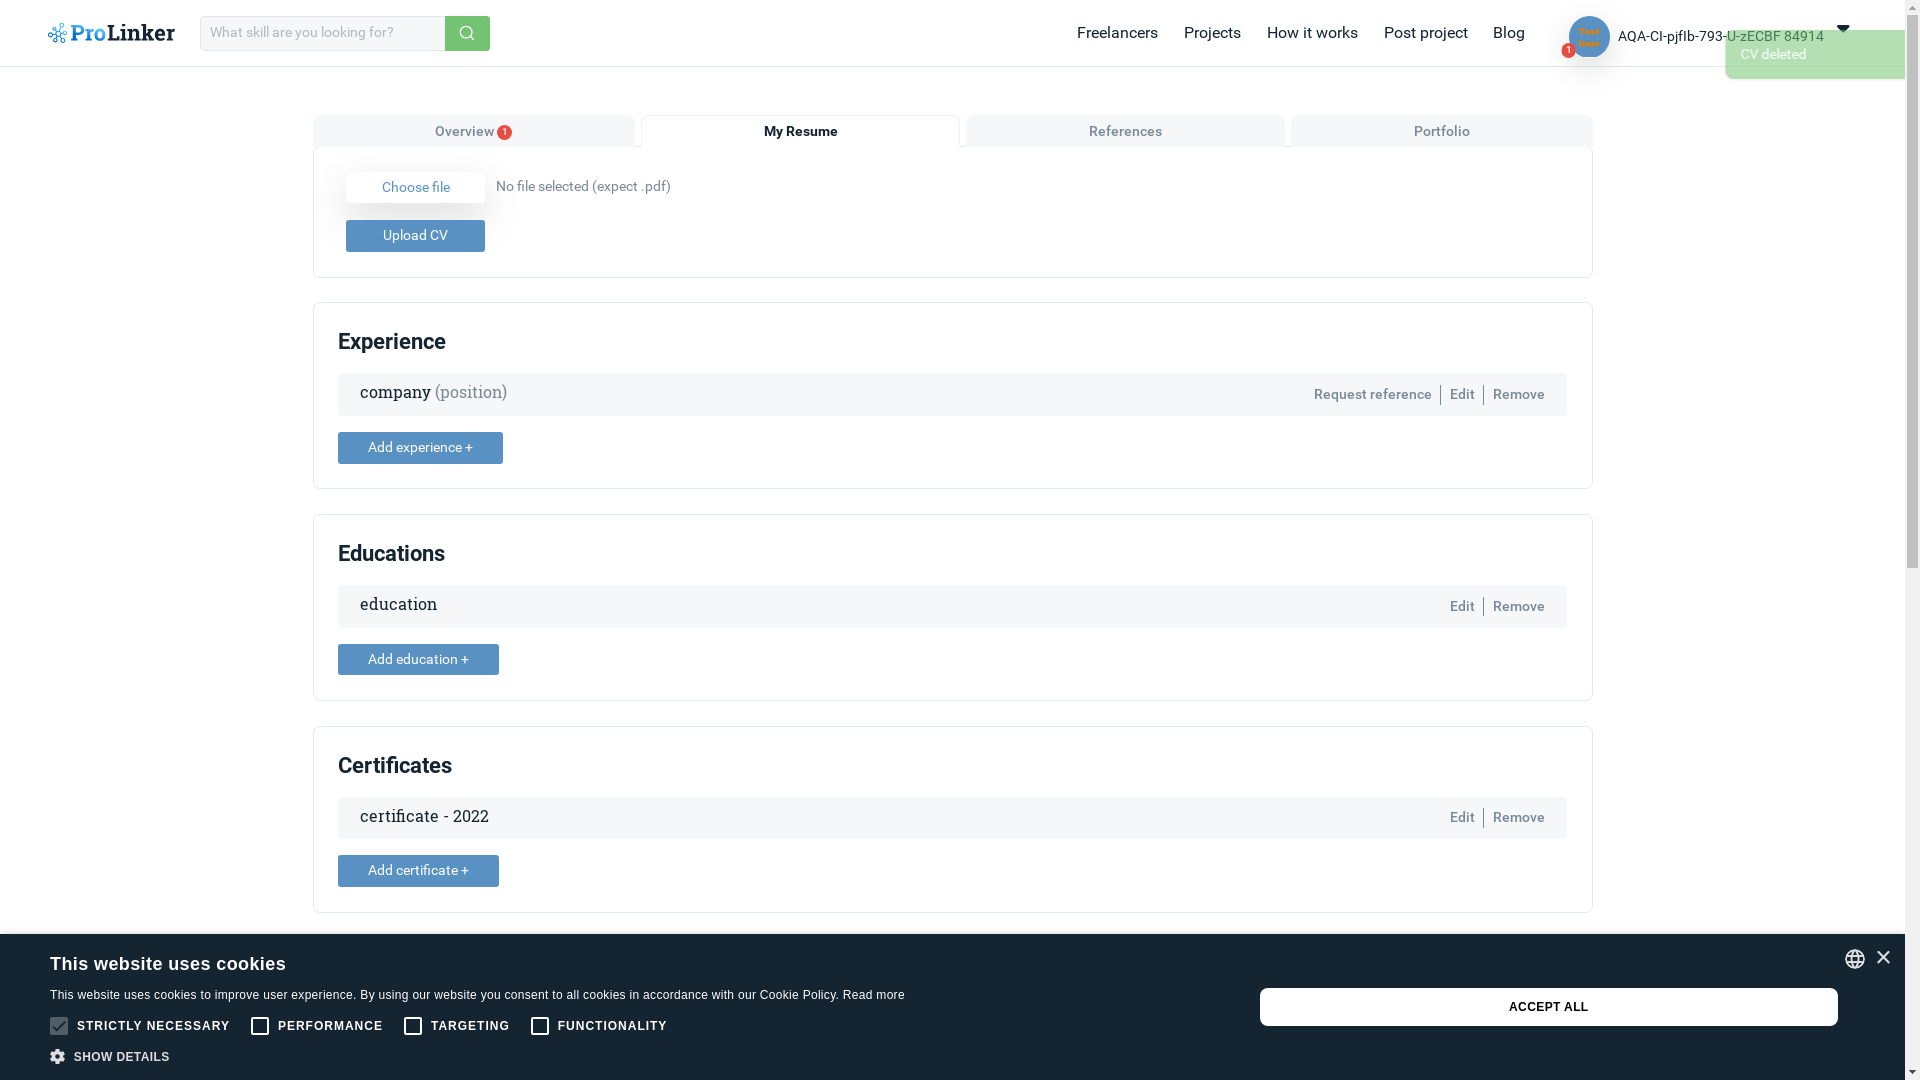 ProLinker
What skill are you looking for?
Freelancers
Projects
How it works
Post project
Blog
Test
User
1
AQA-CI-pjfIb-793-U-zECBF 84914
CV deleted
Overview 1
My Resume
References
Portfolio
Choose file
No file selected (expect .pdf)
Upload CV
Experience
company (position)
Request reference
Edit
Remove
Add experience +
Educations
education
Edit
Remove
Add education +
Certificates
certificate - 2022
Edit
Remove
Add certificate +
This website uses cookies
This website uses cookies to improve user experience. By using our website you consent to all cookies in accordance with our Cookie Policy. Read more
STRICTLY NECESSARY
PERFORMANCE
TARGETING
FUNCTIONALITY
SHOW DETAILS
ACCEPT ALL